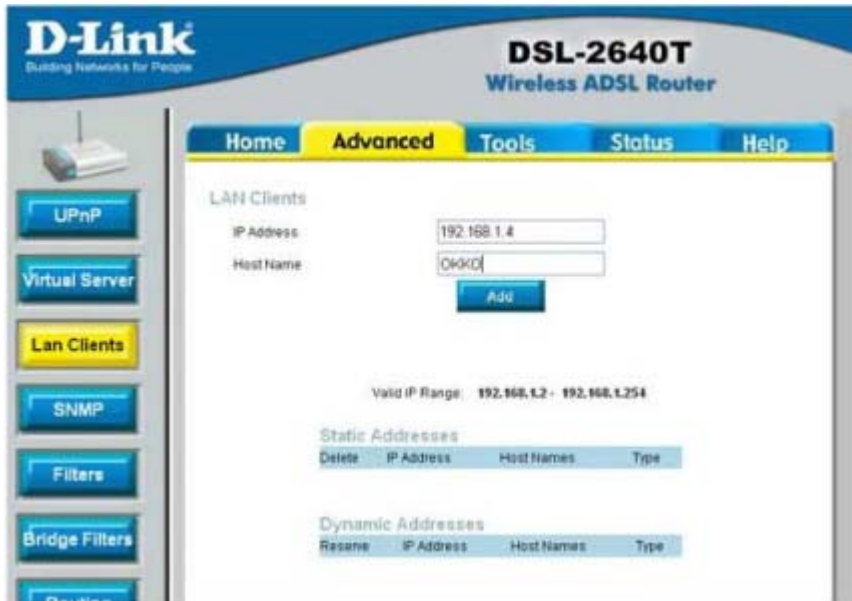 D-Link
Building Networks for People
DSL-2640T
Wireless ADSL Router
Home Advanced Tools Status Help
UPnP
Virtual Server
Lan Clients
SNMP
Filters
Bridge Filters
Routing
LAN Clients
IP Address 192.168.1.4
Host Name OKKO
Add
Valid IP Range: 192.168.1.2 - 192.168.1.254
Static Addresses
Delete IP Address Host Names Type
Dynamic Addresses
Reserve IP Address Host Names Type